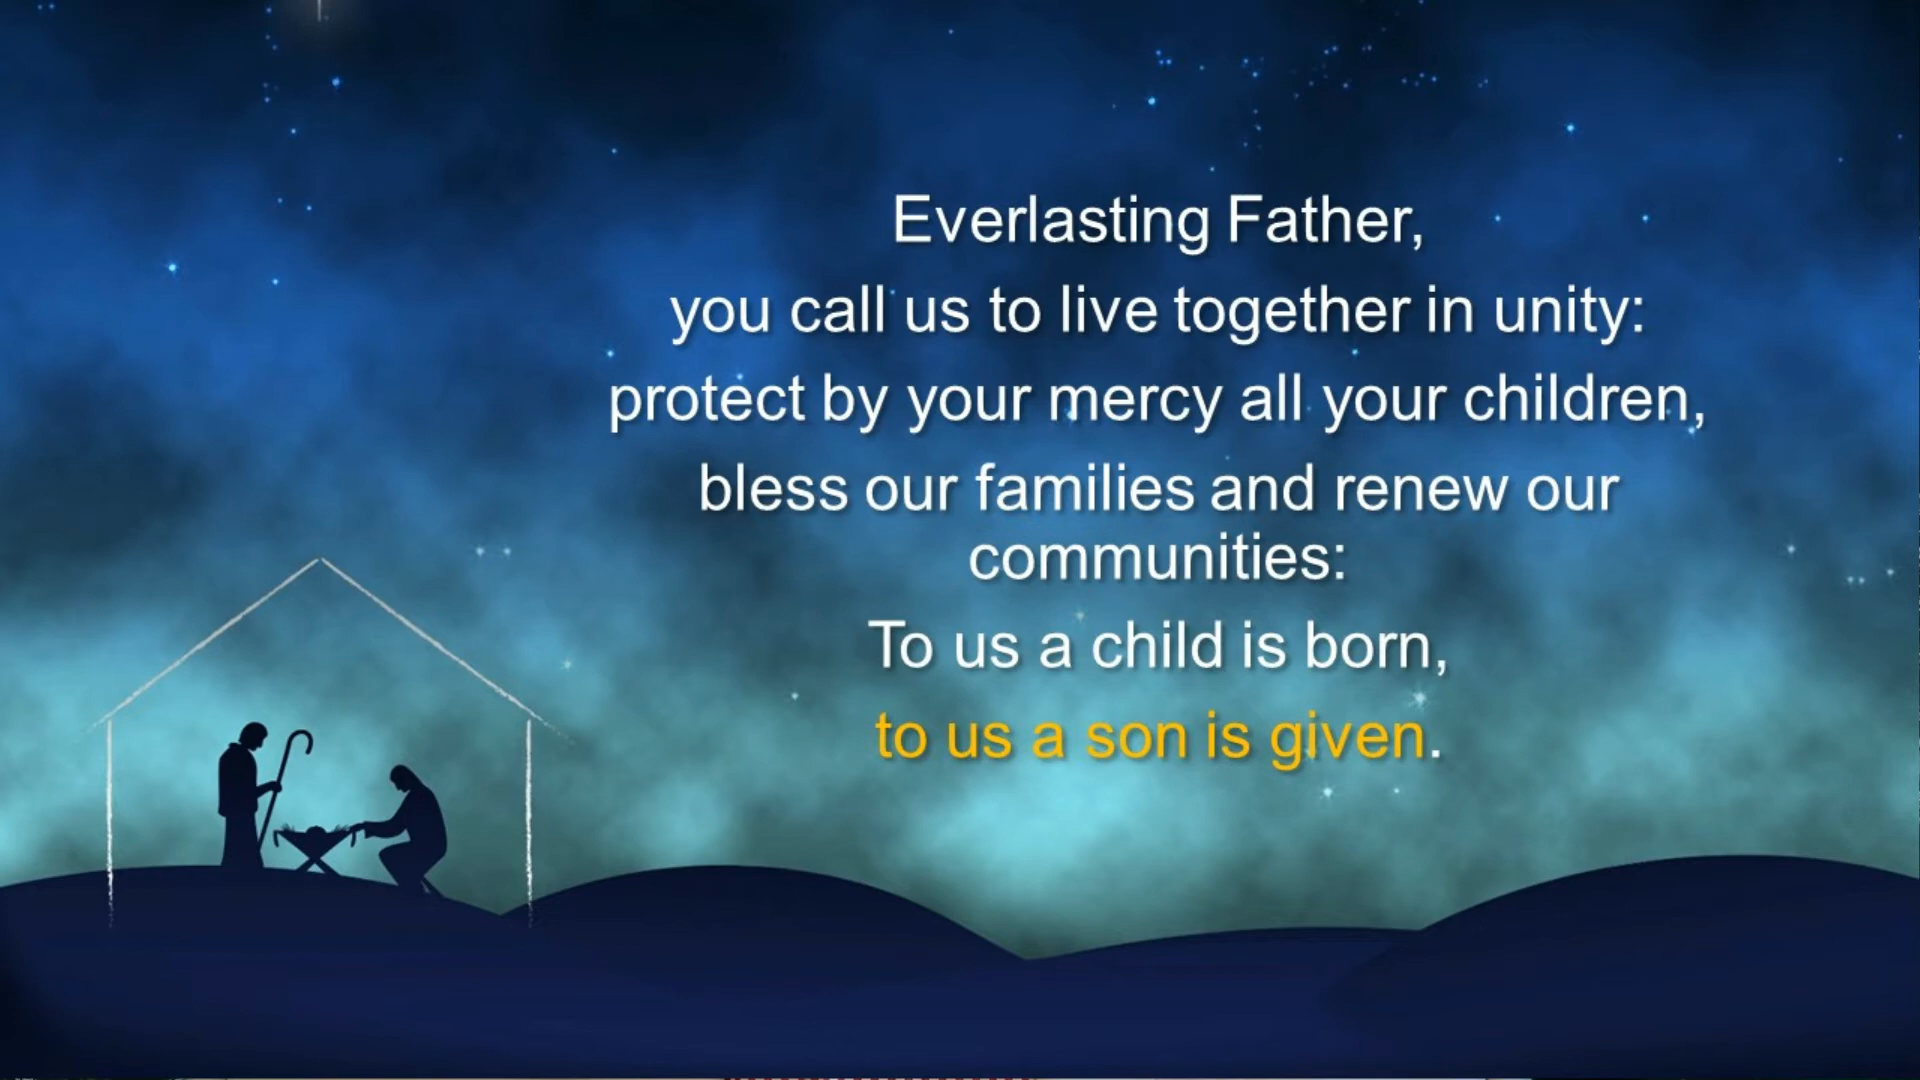 Everlasting Father,
you call us to live together in unity:
protect by your mercy all your children,
bless our families and renew our
communities:
To us a child is born,
to us a son is given.